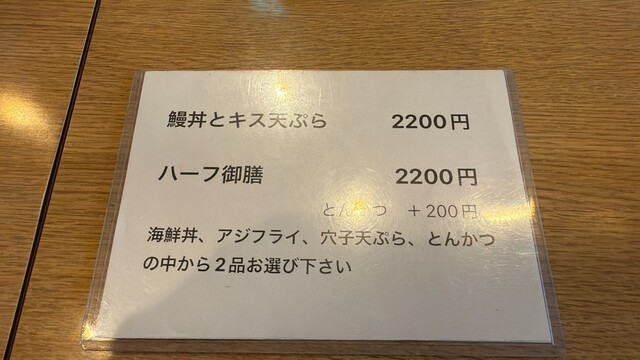 鰻丼とキス天ぷら 2200円
ハーフ御膳 2200円
とんかつ +200円
海鮮丼、アジフライ、穴子天ぷら、とんかつ
の中から2品お選び下さい